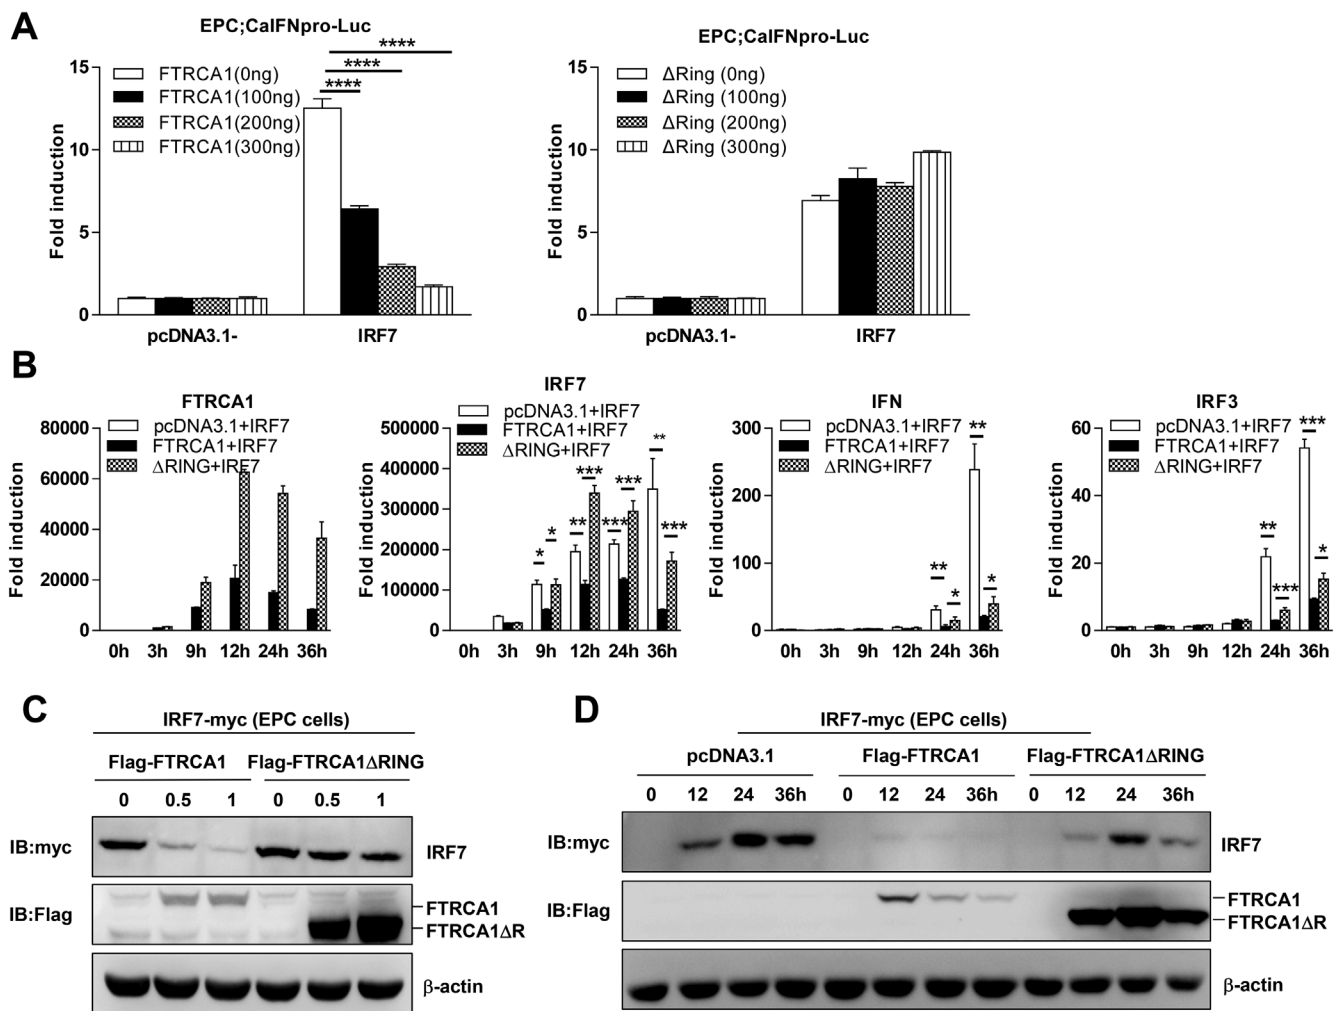 A
EPC;CaIFNpro-Luc
****
****
****
15
10
5
0
Fold induction
FTRCA1(0ng)
FTRCA1(100ng)
FTRCA1(200ng)
FTRCA1(300ng)
pcDNA3.1-
IRF7
EPC;CaIFNpro-Luc
15
10
5
0
Fold induction
ΔRing (0ng)
ΔRing (100ng)
ΔRing (200ng)
ΔRing (300ng)
pcDNA3.1-
IRF7
B
FTRCA1
80000
60000
40000
20000
0
Fold induction
pcDNA3.1+IRF7
FTRCA1+IRF7
ΔRING+IRF7
0h 3h 9h 12h 24h 36h
IRF7
500000
400000
300000
200000
100000
0
Fold induction
pcDNA3.1+IRF7
FTRCA1+IRF7
ΔRING+IRF7
* * ** *** *** *** ** ***
0h 3h 9h 12h 24h 36h
IFN
300
200
100
0
Fold induction
pcDNA3.1+IRF7
FTRCA1+IRF7
ΔRING+IRF7
** * ** *
0h 3h 9h 12h 24h 36h
IRF3
60
40
20
0
Fold induction
pcDNA3.1+IRF7
FTRCA1+IRF7
ΔRING+IRF7
** *** *** *
0h 3h 9h 12h 24h 36h
C
IRF7-myc (EPC cells)
Flag-FTRCA1 Flag-FTRCA1ΔRING
0 0.5 1 0 0.5 1
IB:myc IRF7
IB:Flag FTRCA1
FTRCA1ΔR
β-actin
D
IRF7-myc (EPC cells)
pcDNA3.1 Flag-FTRCA1 Flag-FTRCA1ΔRING
0 12 24 36h 0 12 24 36h 0 12 24 36h
IB:myc IRF7
IB:Flag FTRCA1
FTRCA1ΔR
β-actin